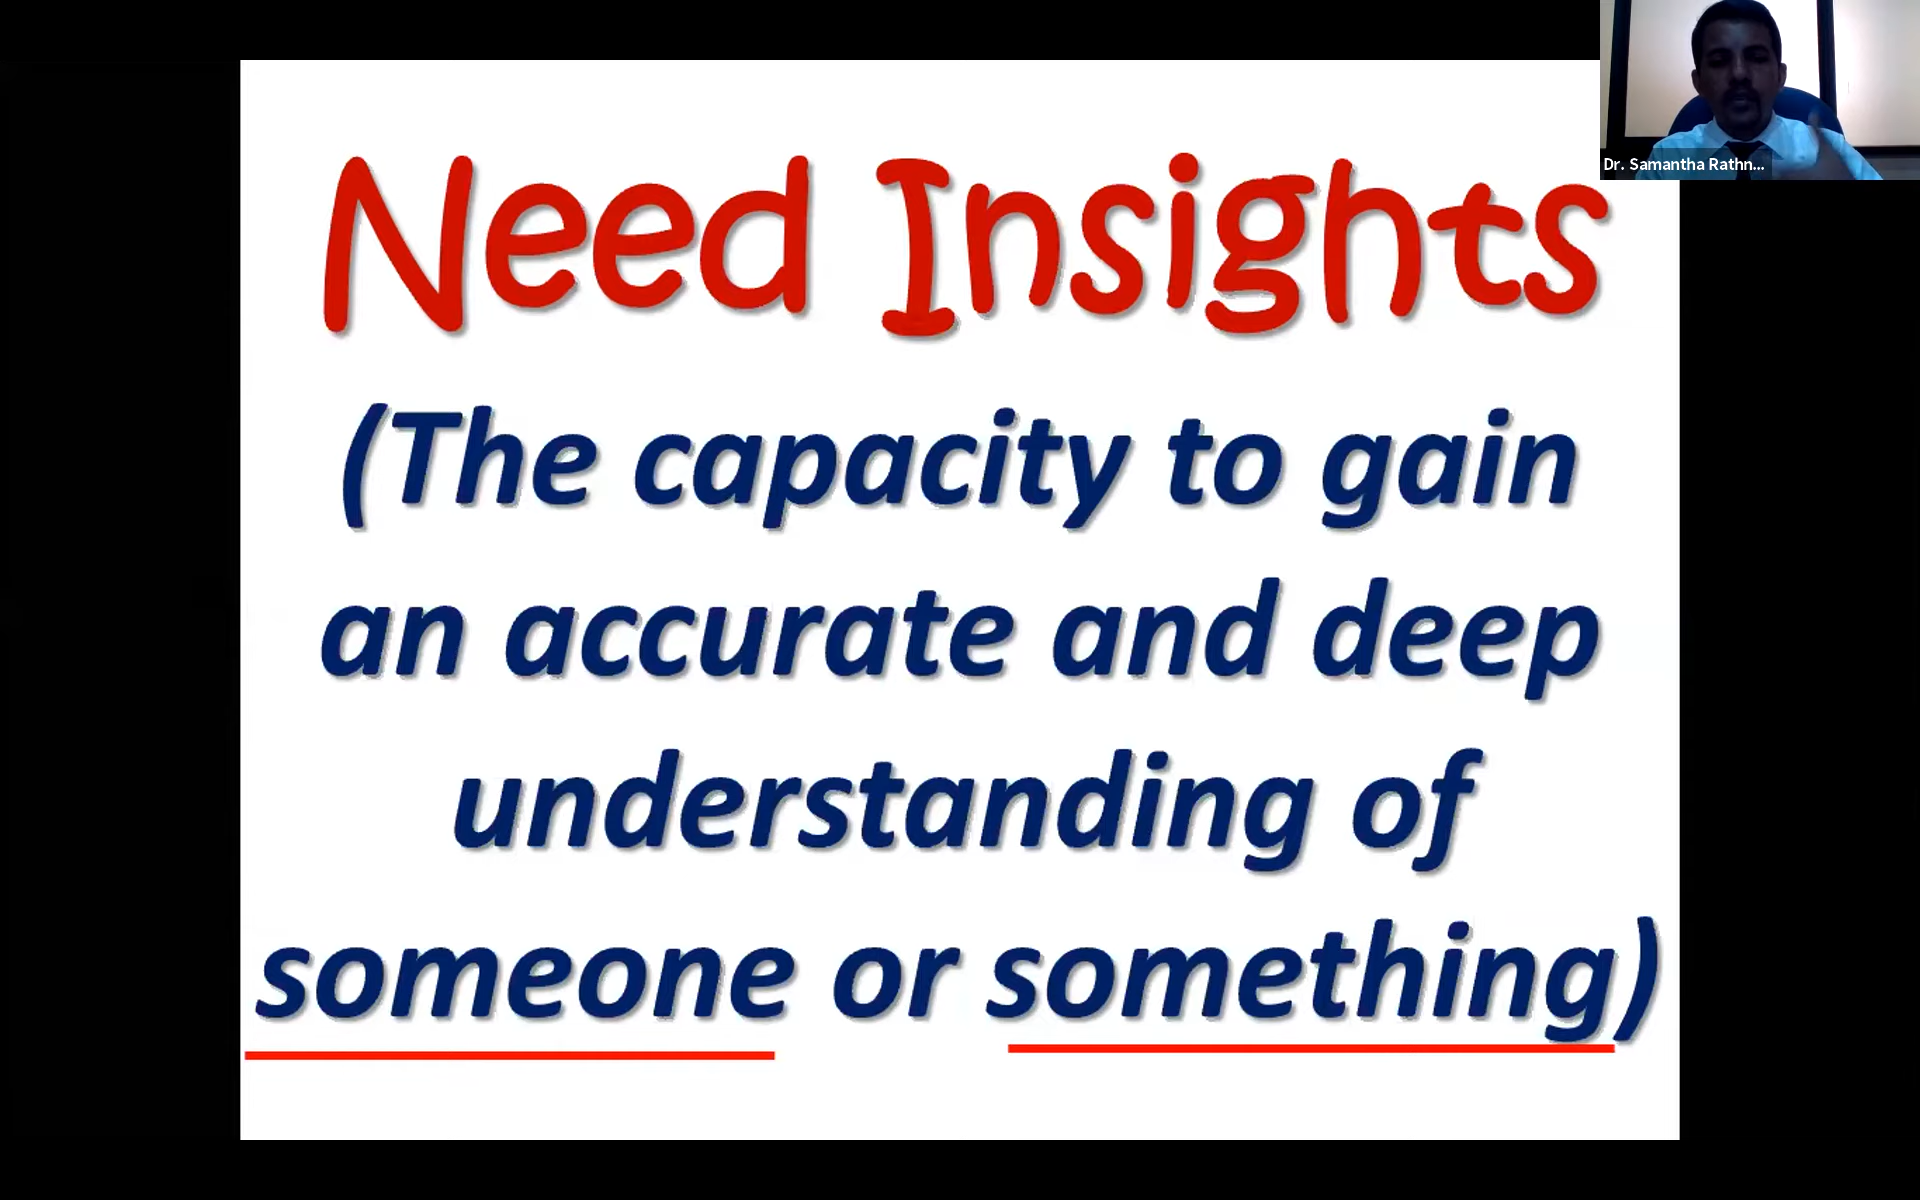 Dr. Samantha Rathn...
Need Insights
(The capacity to gain
an accurate and deep
understanding of
someone or something)